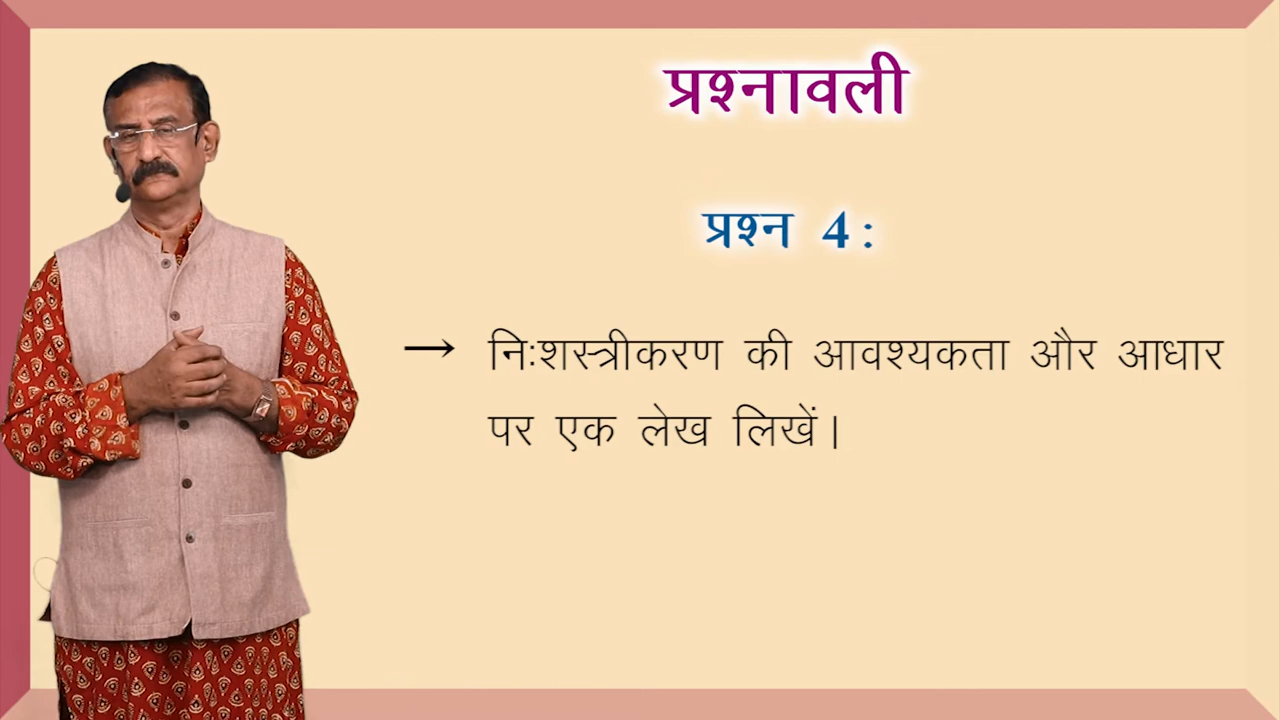 प्रश्नावली
प्रश्न 4:
→ निःशस्त्रीकरण की आवश्यकता और आधार
पर एक लेख लिखें।